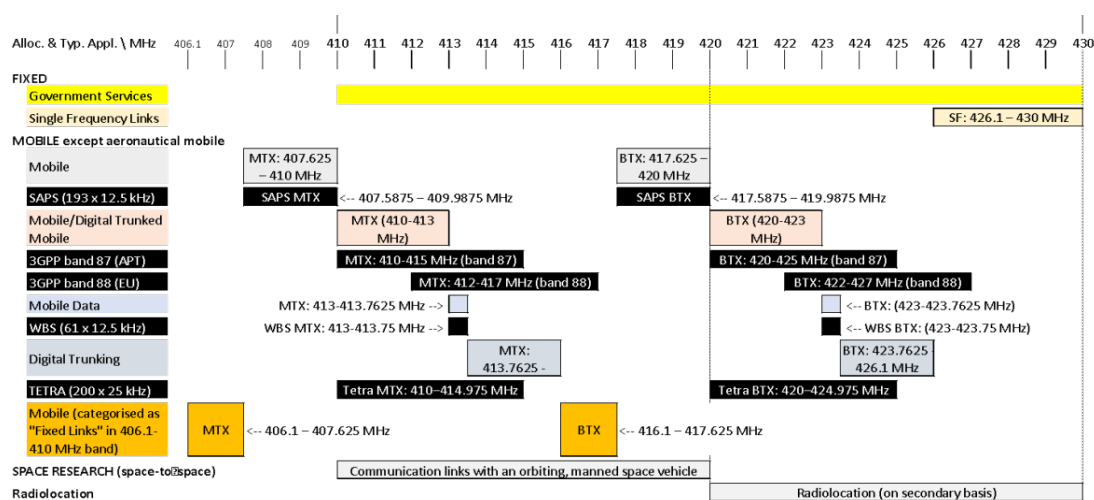 Alloc. & Typ. Appl. \ MHz 406.1 407 408 409 410 411 412 413 414 415 416 417 418 419 420 421 422 423 424 425 426 427 428 429 430
FIXED
Government Services
Single Frequency Links SF: 426.1 – 430 MHz
MOBILE except aeronautical mobile
Mobile MTX: 407.625 – 410 MHz BTX: 417.625 – 420 MHz
SAPS (193 x 12.5 kHz) SAPS MTX <-- 407.5875 – 409.9875 MHz SAPS BTX <-- 417.5875 – 419.9875 MHz
Mobile/Digital Trunked Mobile MTX (410-413 MHz) BTX (420-423 MHz)
3GPP band 87 (APT) MTX: 410-415 MHz (band 87) BTX: 420-425 MHz (band 87)
3GPP band 88 (EU) MTX: 412-417 MHz (band 88) BTX: 422-427 MHz (band 88)
Mobile Data MTX: 413-413.7625 MHz --> <-- BTX: (423-423.7625 MHz)
WBS (61 x 12.5 kHz) WBS MTX: 413-413.75 MHz --> <-- WBS BTX: (423-423.75 MHz)
Digital Trunking MTX: 413.7625 - BTX: 423.7625 - 426.1 MHz
TETRA (200 x 25 kHz) Tetra MTX: 410–414.975 MHz Tetra BTX: 420–424.975 MHz
Mobile (categorised as "Fixed Links" in 406.1-410 MHz band) MTX <-- 406.1 – 407.625 MHz BTX <-- 416.1 – 417.625 MHz
SPACE RESEARCH (space-to-space) Communication links with an orbiting, manned space vehicle
Radiolocation Radiolocation (on secondary basis)